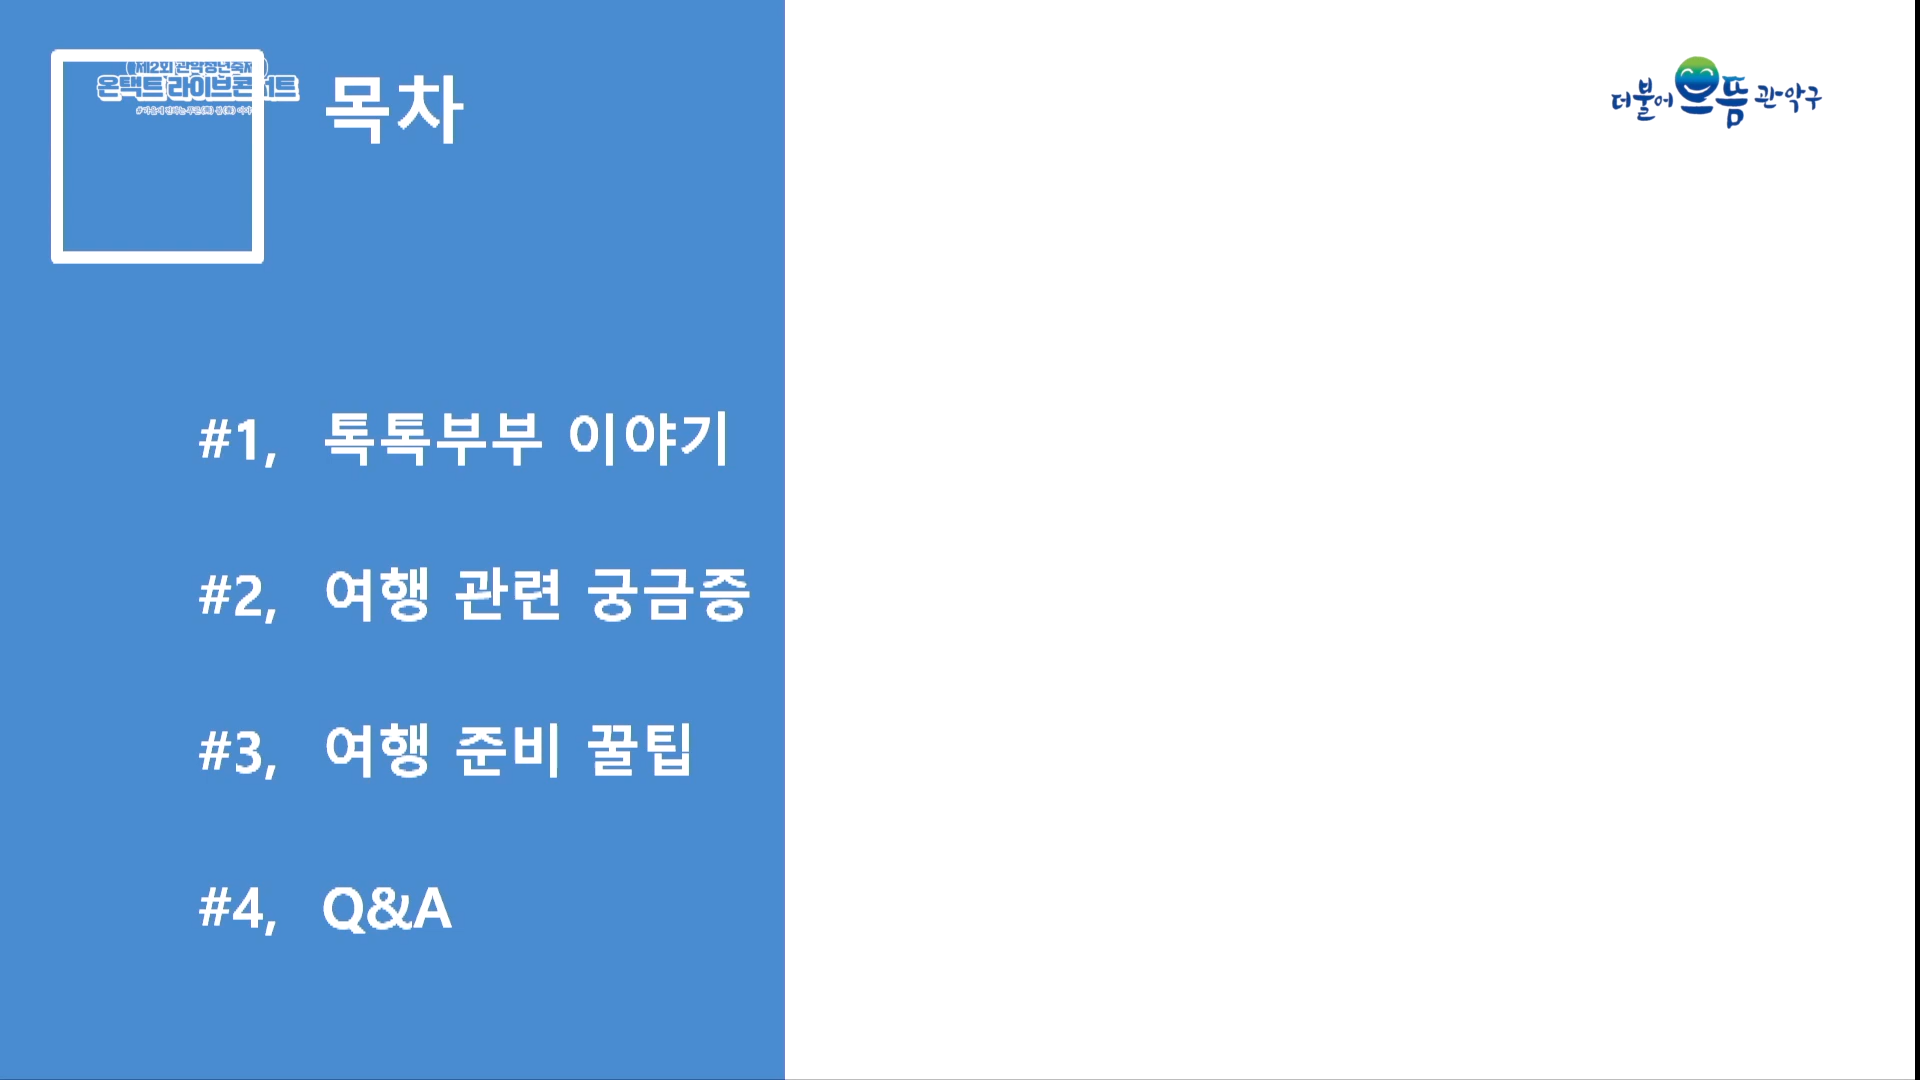 제2회 관악청년축제
온택트 라이브콘서트
목차
더불어 으뜸 관악구
#1, 톡톡부부 이야기
#2, 여행 관련 궁금증
#3, 여행 준비 꿀팁
#4, Q&A